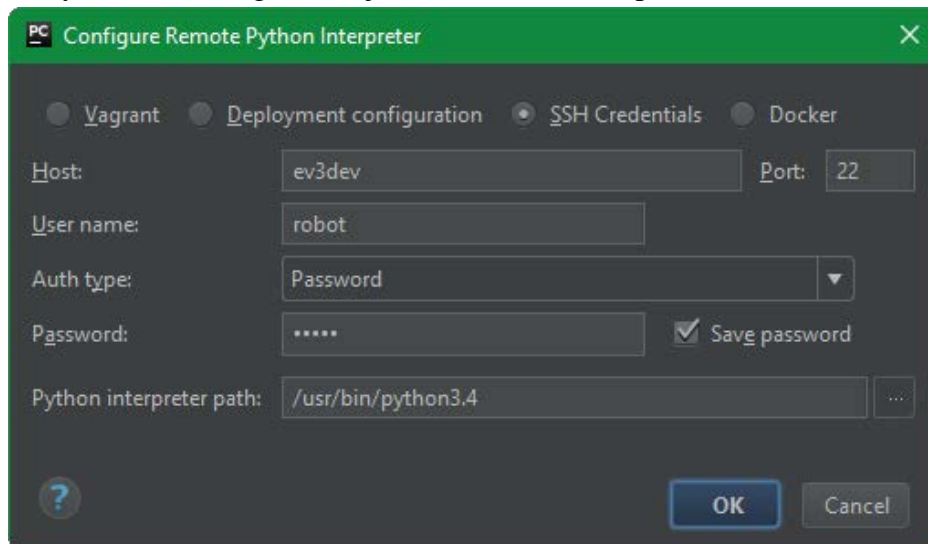 PC Configure Remote Python Interpreter
Vagrant Deployment configuration SSH Credentials Docker
Host: ev3dev Port: 22
User name: robot
Auth type: Password
Password: ••••• Save password
Python interpreter path: /usr/bin/python3.4 ...
? OK Cancel